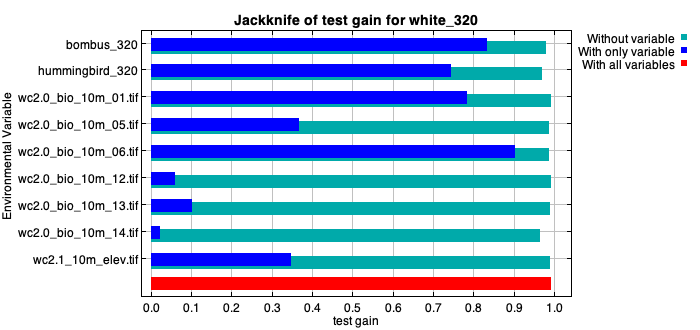 Jackknife of test gain for white_320
Environmental Variable
bombus_320
hummingbird_320
wc2.0_bio_10m_01.tif
wc2.0_bio_10m_05.tif
wc2.0_bio_10m_06.tif
wc2.0_bio_10m_12.tif
wc2.0_bio_10m_13.tif
wc2.0_bio_10m_14.tif
wc2.1_10m_elev.tif
0.0 0.1 0.2 0.3 0.4 0.5 0.6 0.7 0.8 0.9 1.0
test gain
Without variable
With only variable
With all variables